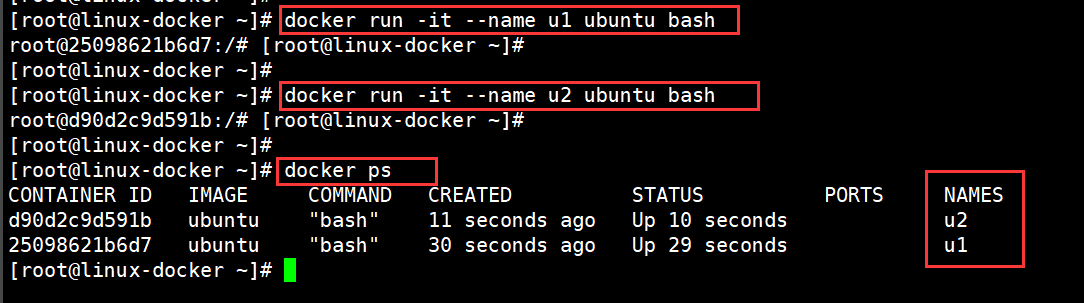 [root@linux-docker ~]#
[root@linux-docker ~]# docker run -it --name u1 ubuntu bash
root@25098621b6d7:/# [root@linux-docker ~]#
[root@linux-docker ~]#
[root@linux-docker ~]# docker run -it --name u2 ubuntu bash
root@d90d2c9d591b:/# [root@linux-docker ~]#
[root@linux-docker ~]#
[root@linux-docker ~]# docker ps
CONTAINER ID   IMAGE     COMMAND   CREATED          STATUS          PORTS     NAMES
d90d2c9d591b   ubuntu    "bash"    11 seconds ago   Up 10 seconds             u2
25098621b6d7   ubuntu    "bash"    30 seconds ago   Up 29 seconds             u1
[root@linux-docker ~]#